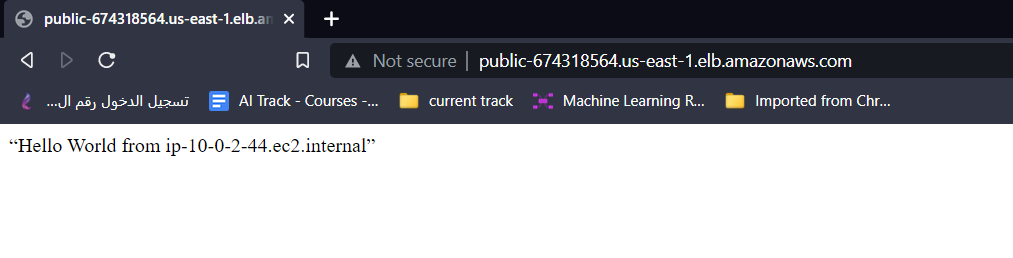 public-674318564.us-east-1.elb.an
Not secure | public-674318564.us-east-1.elb.amazonaws.com
تسجيل الدخول رقم ال...
AI Track - Courses -...
current track
Machine Learning R...
Imported from Chr...
“Hello World from ip-10-0-2-44.ec2.internal”